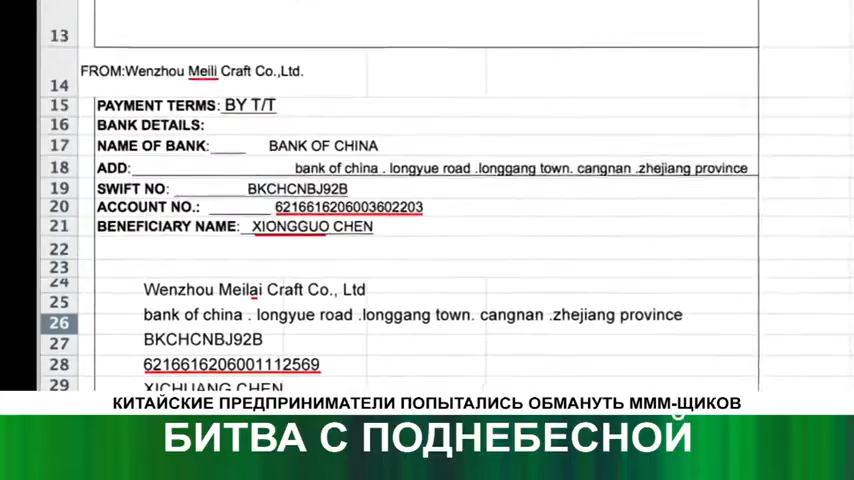 13
FROM:Wenzhou Meili Craft Co.,Ltd.
14
15 PAYMENT TERMS: BY T/T
16 BANK DETAILS:
17 NAME OF BANK: BANK OF CHINA
18 ADD: bank of china . longyue road .longgang town. cangnan .zhejiang province
19 SWIFT NO: BKCHCNBJ92B
20 ACCOUNT NO.: 6216616206003602203
21 BENEFICIARY NAME: XIONGGUO CHEN
22
23
24 Wenzhou Meilai Craft Co., Ltd
25
26 bank of china . longyue road .longgang town. cangnan .zhejiang province
27 BKCHCNBJ92B
28 6216616206001112569
29 XICHUANG CHEN
КИТАЙСКИЕ ПРЕДПРИНИМАТЕЛИ ПОПЫТАЛИСЬ ОБМАНУТЬ МММ-ЩИКОВ
БИТВА С ПОДНЕБЕСНОЙ